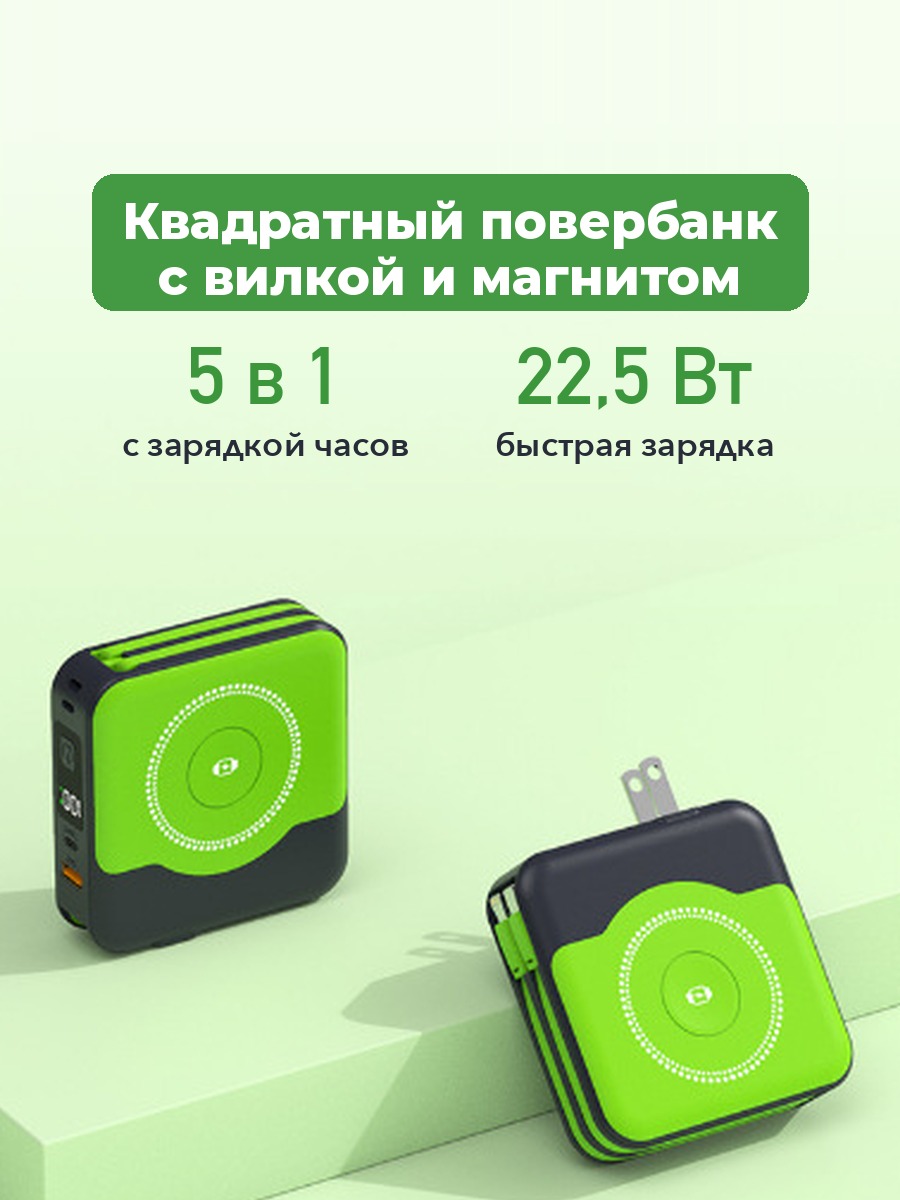 Квадратный повербанк
с вилкой и магнитом
5 в 1
22,5 Вт
с зарядкой часов
быстрая зарядка